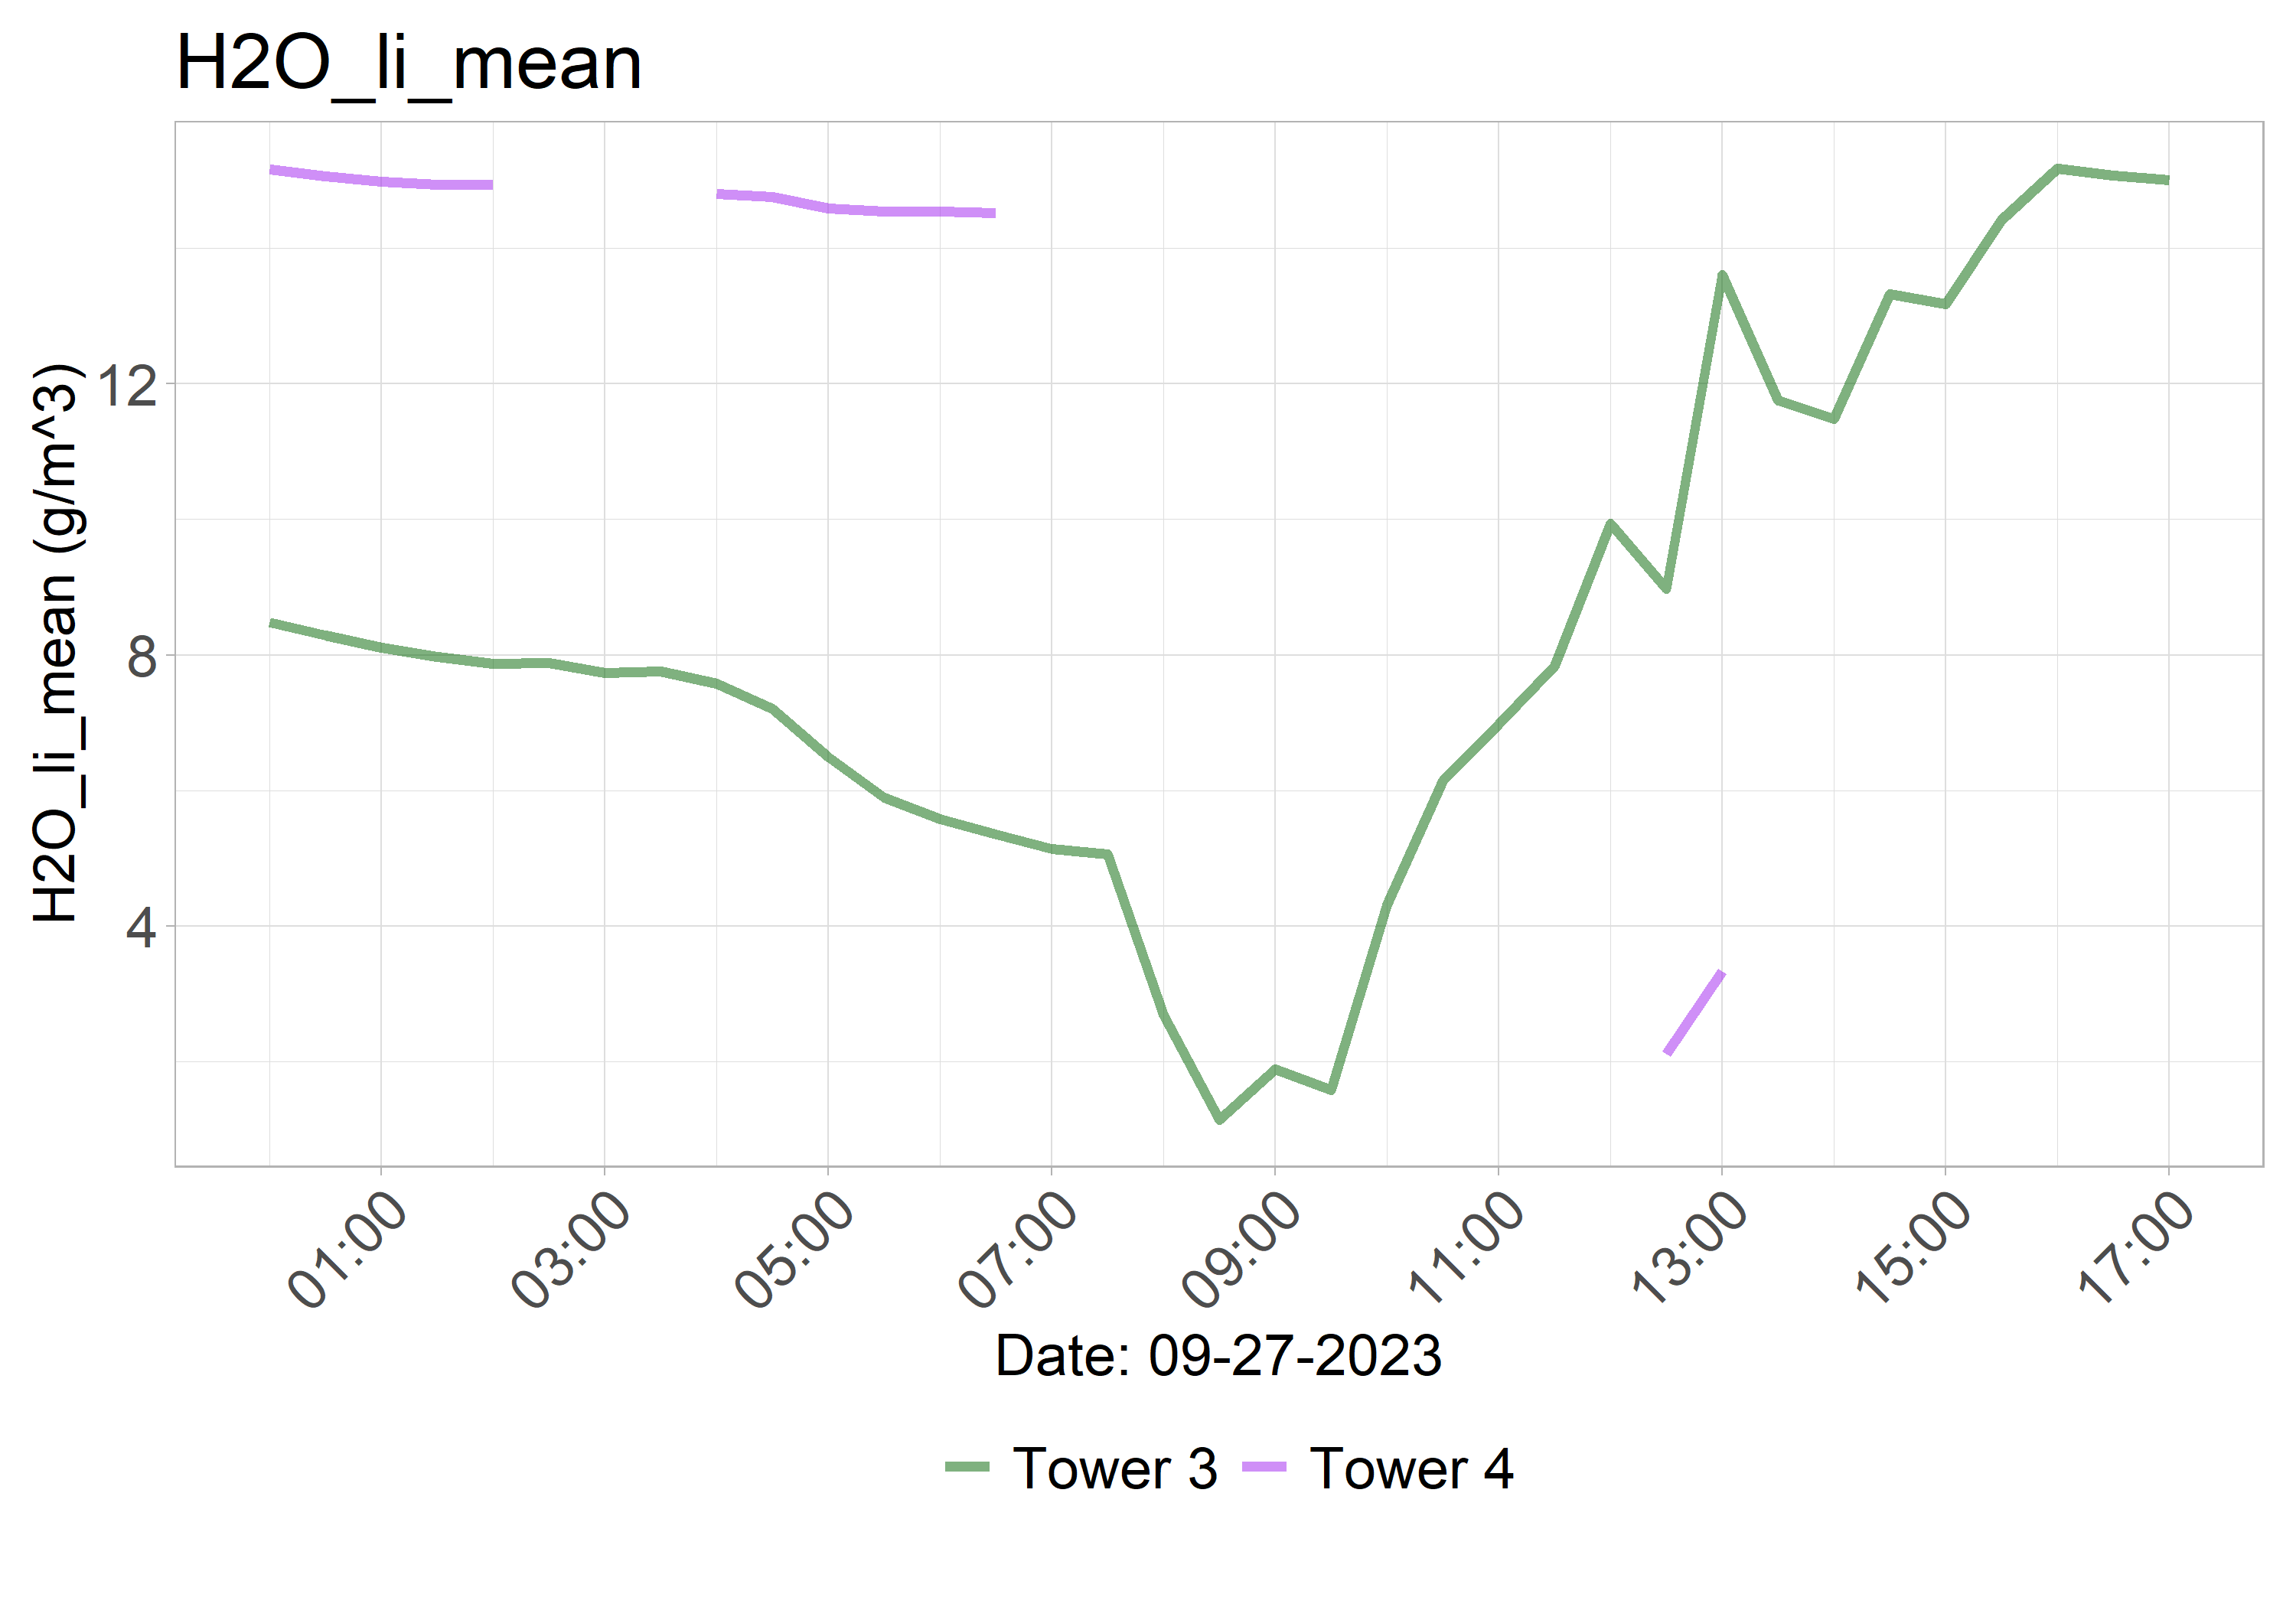 H2O_li_mean
H2O_li_mean (g/m^3)
12
8
4
01:00 03:00 05:00 07:00 09:00 11:00 13:00 15:00 17:00
Date: 09-27-2023
Tower 3 Tower 4